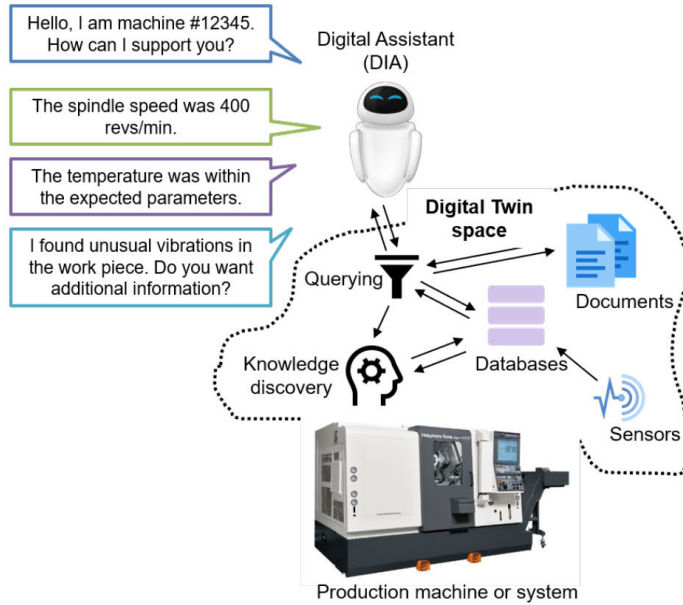 Hello, I am machine #12345.
How can I support you?
Digital Assistant
(DIA)
The spindle speed was 400
revs/min.
The temperature was within
the expected parameters.
I found unusual vibrations in
the work piece. Do you want
additional information?
Digital Twin
space
Querying
Documents
Knowledge
discovery
Databases
Sensors
Production machine or system